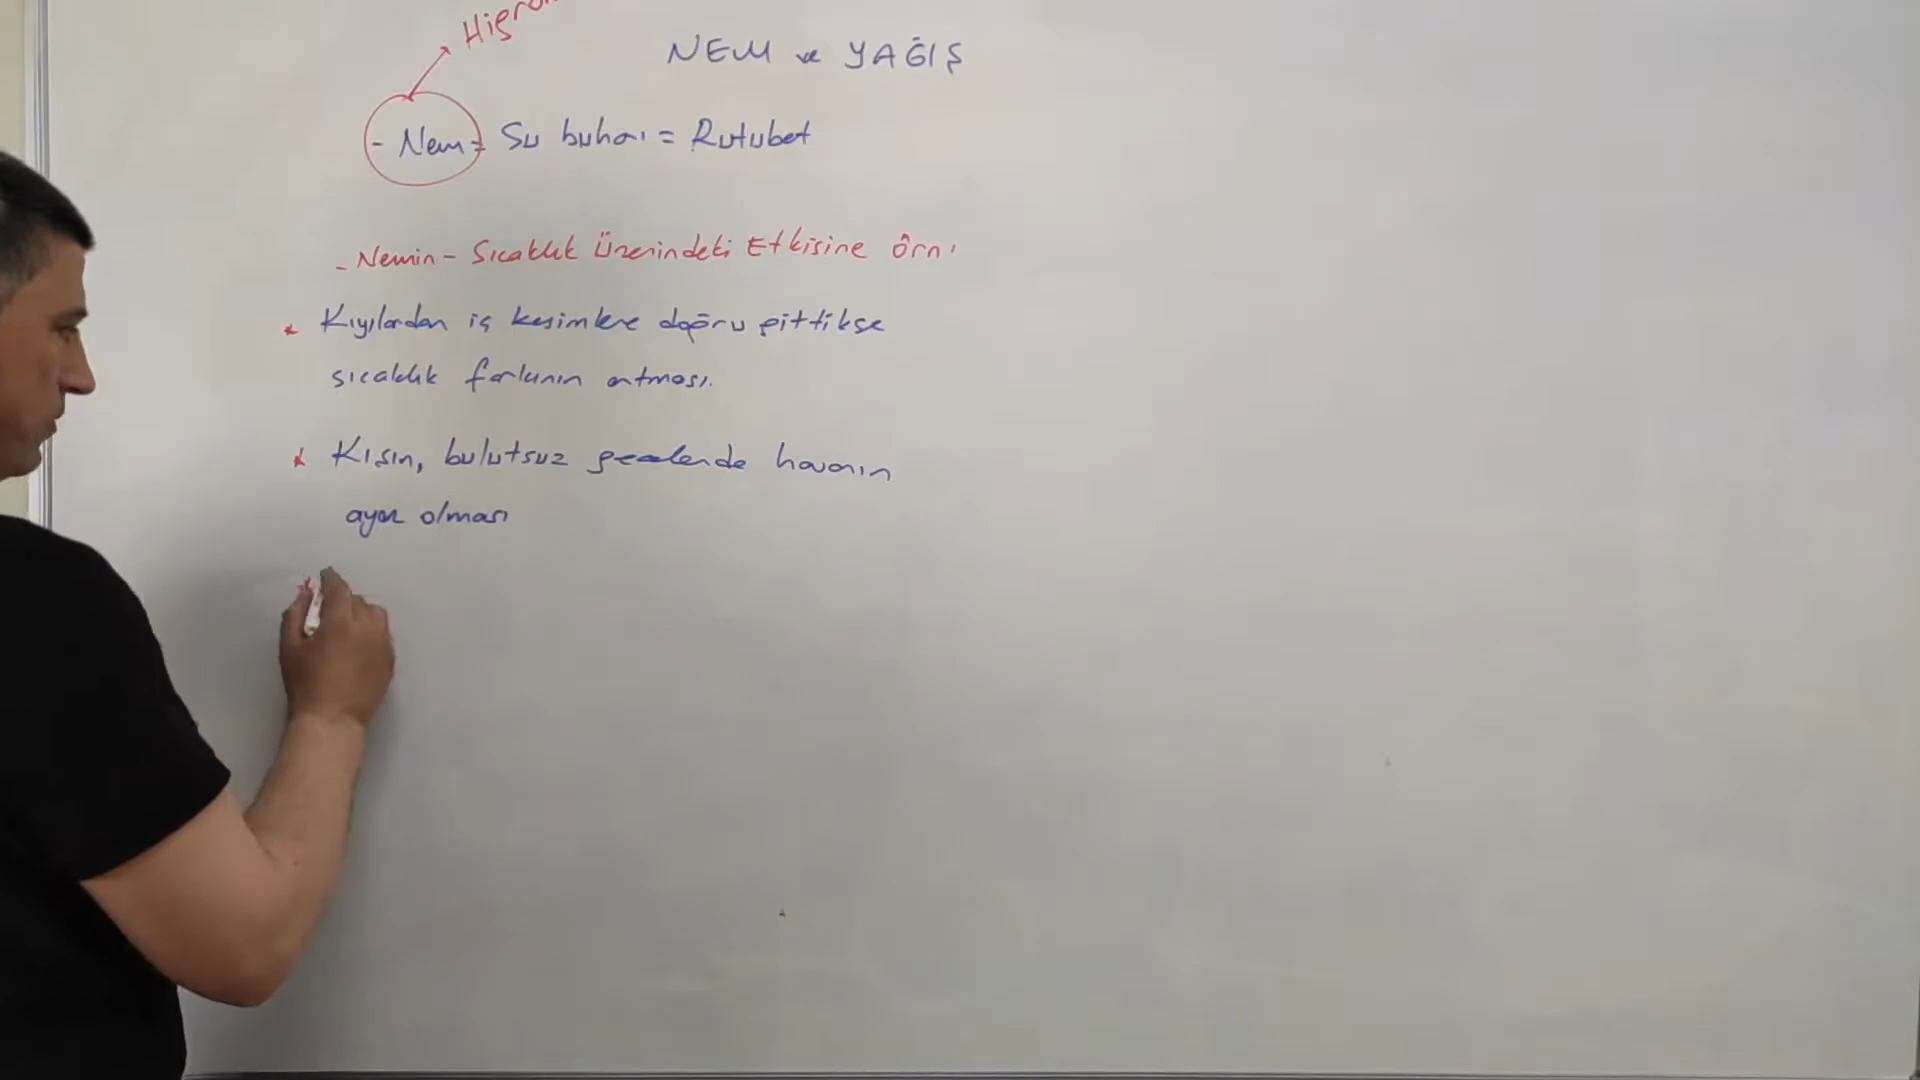 NEM ve YAĞIŞ
- Nem = Su buharı = Rutubet
- Nemin - Sıcaklık Üzerindeki Etkisine Örn.
* Kıyılardan iç kesimlere doğru gittikçe
sıcaklık farkının artması.
* Kışın, bulutsuz gecelerde havanın
ayaz olması
*